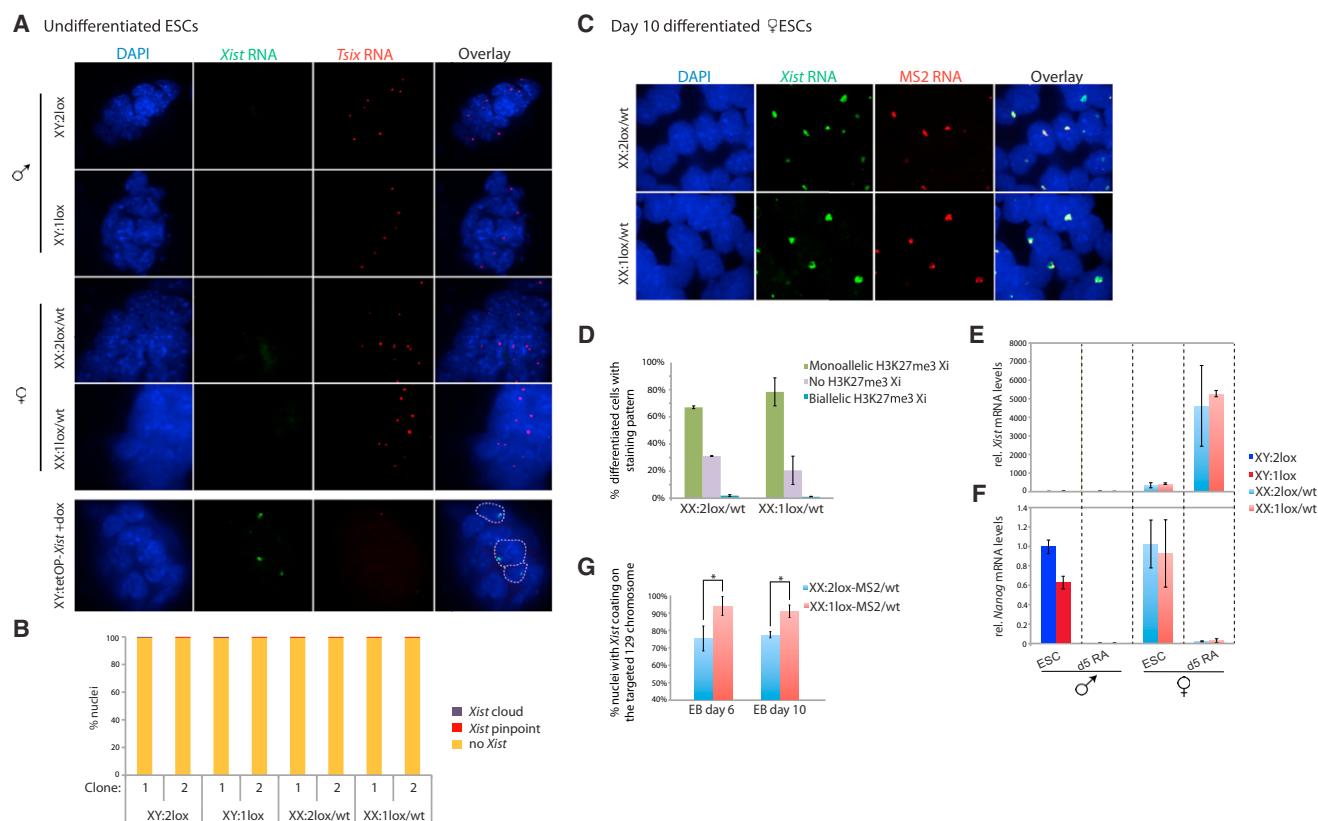 A Undifferentiated ESCs
DAPI Xist RNA Tsix RNA Overlay
♂
XY:2lox
XY:1lox
♀
XX:2lox/wt
XX:1lox/wt
XY:tetOP-Xist +dox
B
% nuclei
100
80
60
40
20
0
Xist cloud
Xist pinpoint
no Xist
Clone: 1 2 1 2 1 2 1 2
XY:2lox XY:1lox XX:2lox/wt XX:1lox/wt
C Day 10 differentiated ♀ESCs
DAPI Xist RNA MS2 RNA Overlay
XX:2lox/wt
XX:1lox/wt
D
% differentiated cells with
staining pattern
100%
80%
60%
40%
20%
0%
Monoallelic H3K27me3 Xi
No H3K27me3 Xi
Biallelic H3K27me3 Xi
XX:2lox/wt XX:1lox/wt
E
rel. Xist mRNA levels
8000
7000
6000
5000
4000
3000
2000
1000
0
XY:2lox
XY:1lox
XX:2lox/wt
XX:1lox/wt
F
rel. Nanog mRNA levels
1.4
1.2
1.0
0.8
0.6
0.4
0.2
0
ESC d5 RA ESC d5 RA
♂ ♀
G
% nuclei with Xist coating on
the targeted 129 chromosome
100%
90%
80%
70%
60%
50%
40%
* *
XX:2lox-MS2/wt
XX:1lox-MS2/wt
EB day 6 EB day 10